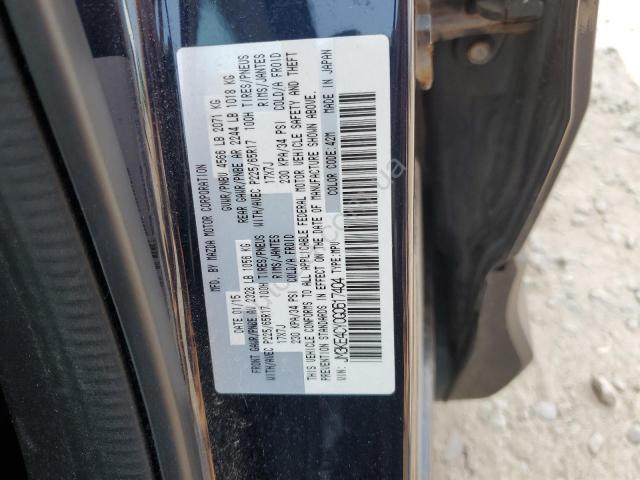 MFD. BY MAZDA MOTOR CORPORATION
DATE 01/15 GVWR/PNBV 4566 LB 2071 KG
FRONT GAWR/PNBE AV 2328 LB 1056 KG REAR GAWR/PNBE AR 2244 LB 1018 KG
WITH/AVEC P225/65R17 100H TIRES/PNEUS WITH/AVEC P225/65R17 100H TIRES/PNEUS
17X7J RIMS/JANTES 17X7J RIMS/JANTES
230 KPA/34 PSI COLD/A FROID 230 KPA/34 PSI COLD/A FROID
THIS VEHICLE CONFORMS TO ALL APPLICABLE FEDERAL MOTOR VEHICLE SAFETY AND THEFT
PREVENTION STANDARDS IN EFFECT ON THE DATE OF MANUFACTURE SHOWN ABOVE.
VIN: JM3KE4CY0G0617404 TYPE:MPV COLOR CODE:42M MADE IN JAPAN